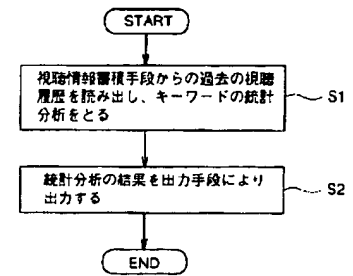 START
視聴情報蓄積手段からの過去の視聴
履歴を読み出し、キーワードの統計
分析をとる
S1
統計分析の結果を出力手段により
出力する
S2
END